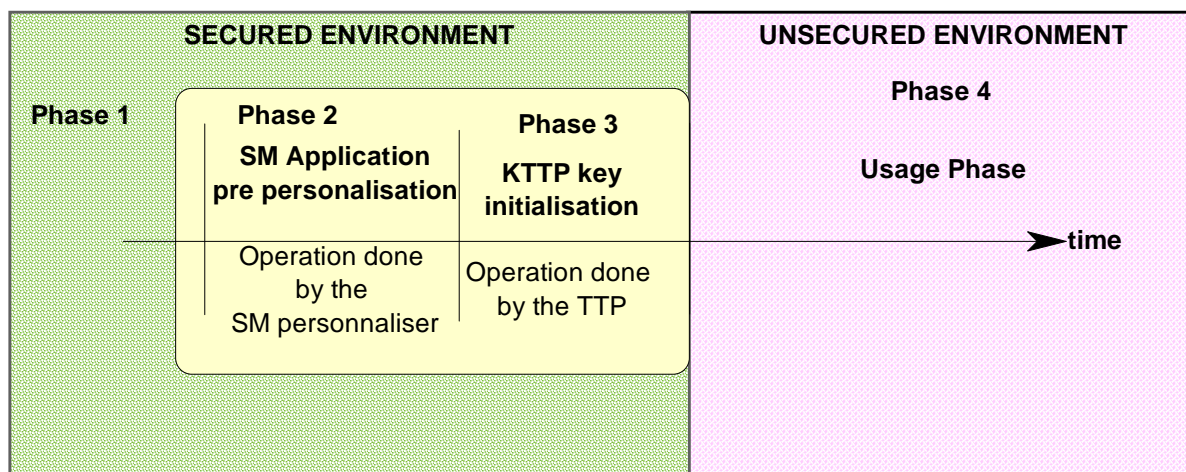 SECURED ENVIRONMENT
UNSECURED ENVIRONMENT
Phase 1
Phase 2
SM Application
pre personalisation
Operation done
by the
SM personnaliser
Phase 3
KTTP key
initialisation
Operation done
by the TTP
Phase 4
Usage Phase
time